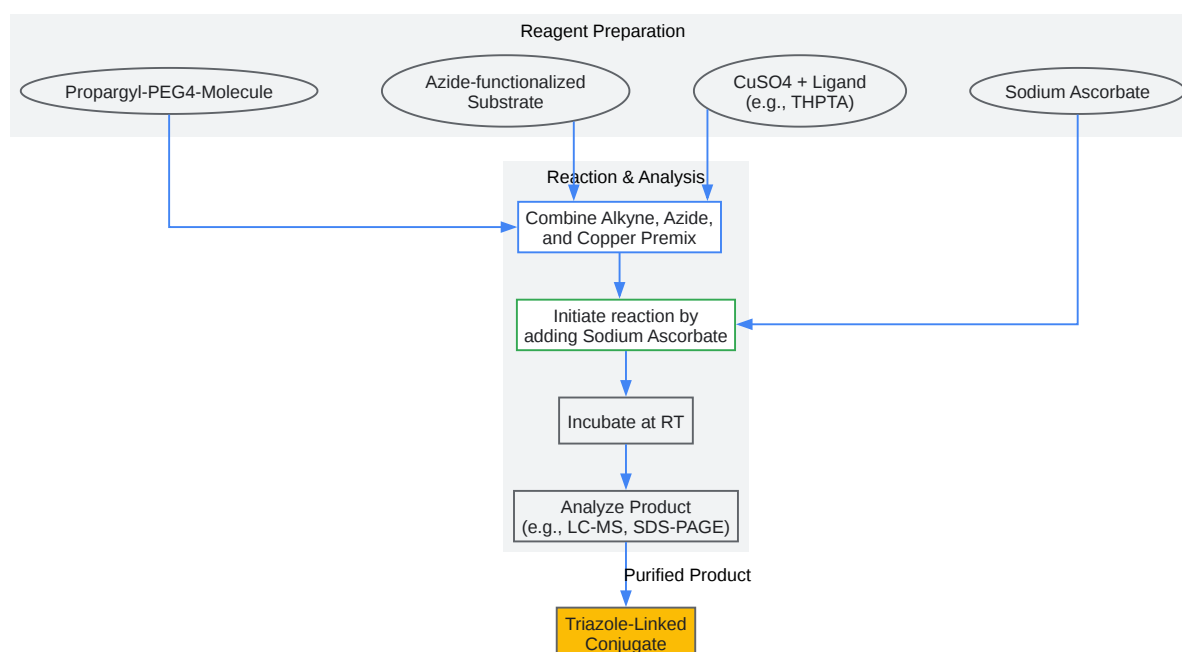 Reagent Preparation
Propargyl-PEG4-Molecule
Azide-functionalized
Substrate
CuSO4 + Ligand
(e.g., THPTA)
Sodium Ascorbate
Reaction & Analysis
Combine Alkyne, Azide,
and Copper Premix
Initiate reaction by
adding Sodium Ascorbate
Incubate at RT
Analyze Product
(e.g., LC-MS, SDS-PAGE)
Purified Product
Triazole-Linked
Conjugate